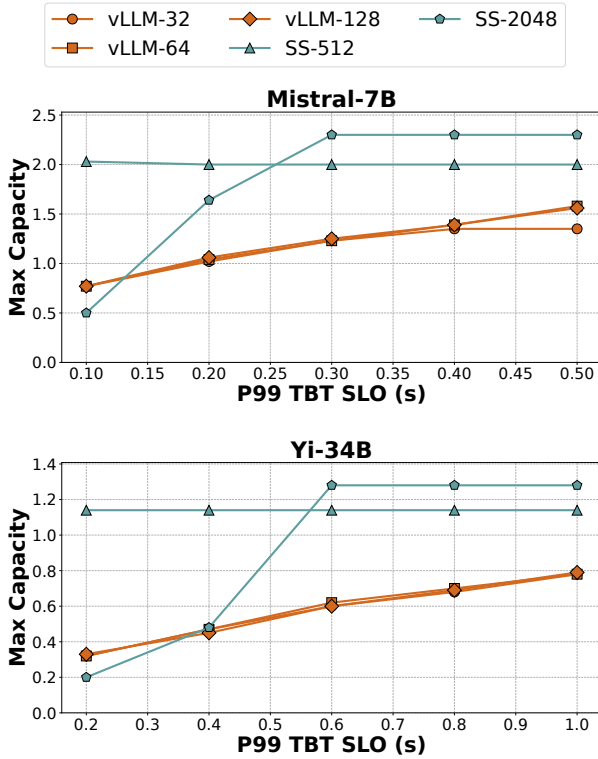 vLLM-32 vLLM-128 SS-2048
vLLM-64 SS-512
Mistral-7B
Max Capacity
2.5
2.0
1.5
1.0
0.5
0.0
0.10 0.15 0.20 0.25 0.30 0.35 0.40 0.45 0.50
P99 TBT SLO (s)
Yi-34B
Max Capacity
1.4
1.2
1.0
0.8
0.6
0.4
0.2
0.0
0.2 0.3 0.4 0.5 0.6 0.7 0.8 0.9 1.0
P99 TBT SLO (s)